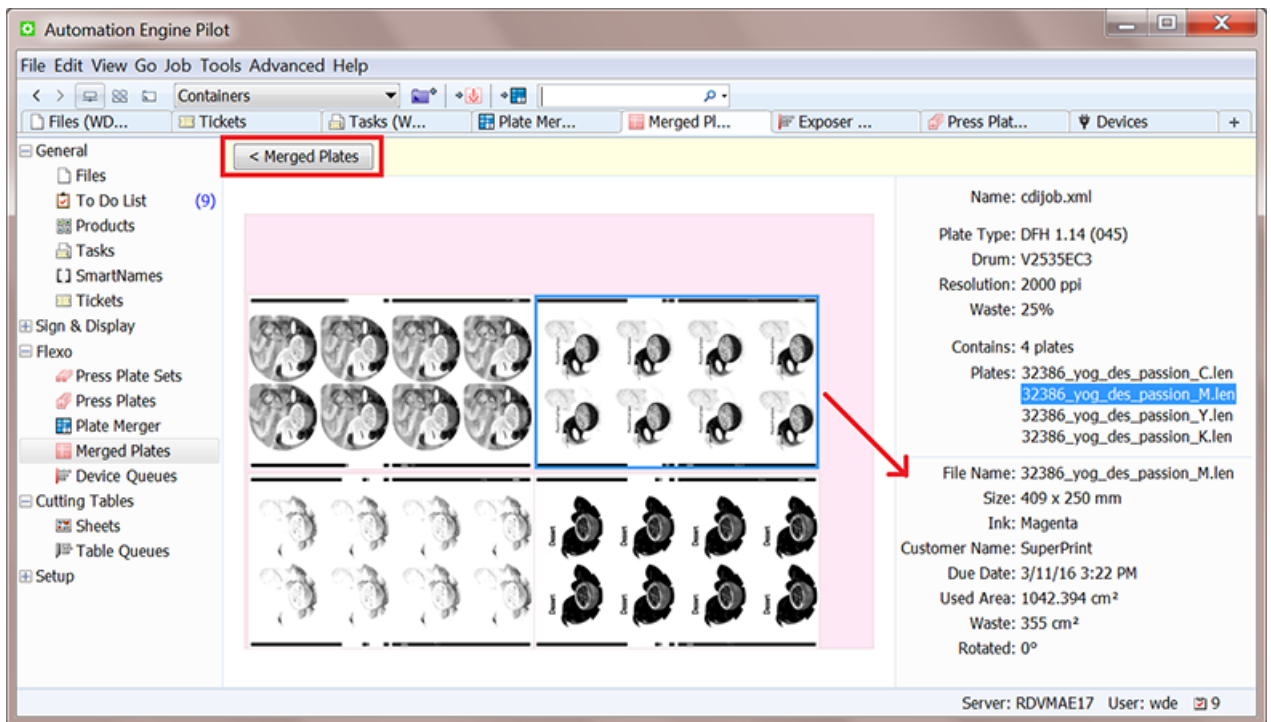 Automation Engine Pilot
File Edit View Go Job Tools Advanced Help
Containers
Files (WD... Tickets Tasks (W... Plate Mer... Merged Pl... Exposer ... Press Plat... Devices +
General
Files
To Do List (9)
Products
Tasks
SmartNames
Tickets
Sign & Display
Flexo
Press Plate Sets
Press Plates
Plate Merger
Merged Plates
Device Queues
Cutting Tables
Sheets
Table Queues
Setup
< Merged Plates
Desert Desert Desert Desert
Name: cdijob.xml
Plate Type: DFH 1.14 (045)
Drum: V2535EC3
Resolution: 2000 ppi
Waste: 25%
Contains: 4 plates
Plates: 32386_yog_des_passion_C.len
32386_yog_des_passion_M.len
32386_yog_des_passion_Y.len
32386_yog_des_passion_K.len
File Name: 32386_yog_des_passion_M.len
Size: 409 x 250 mm
Ink: Magenta
Customer Name: SuperPrint
Due Date: 3/11/16 3:22 PM
Used Area: 1042.394 cm²
Waste: 355 cm²
Rotated: 0°
Server: RDVMAE17 User: wde 9